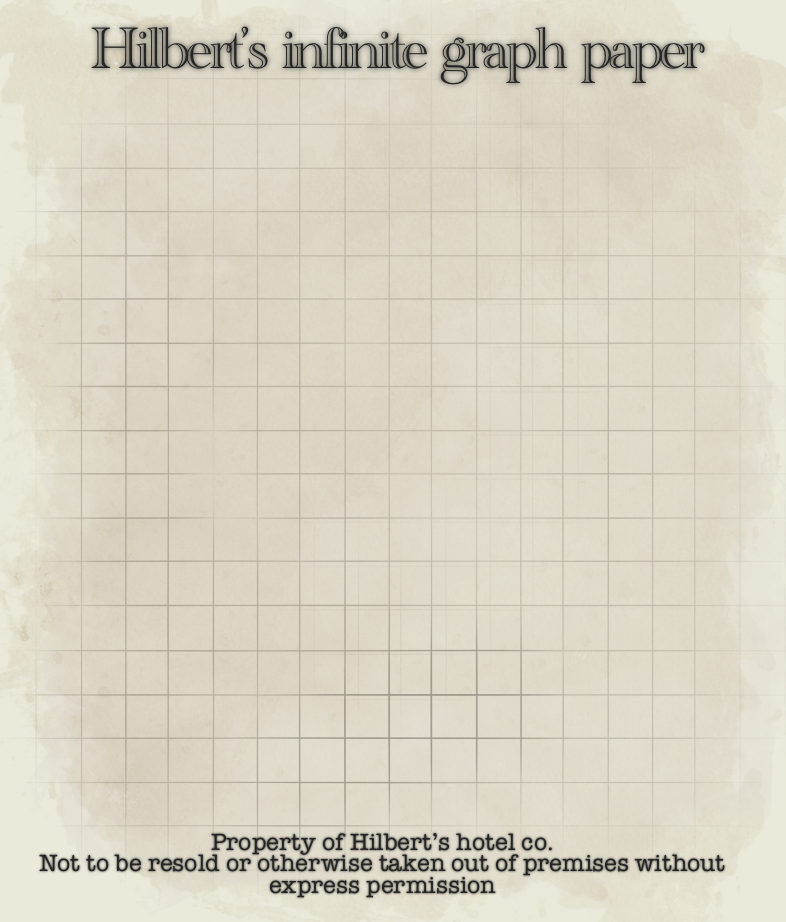 Hilbert's infinite graph paper
Property of Hilbert's hotel co.
Not to be resold or otherwise taken out of premises without
express permission